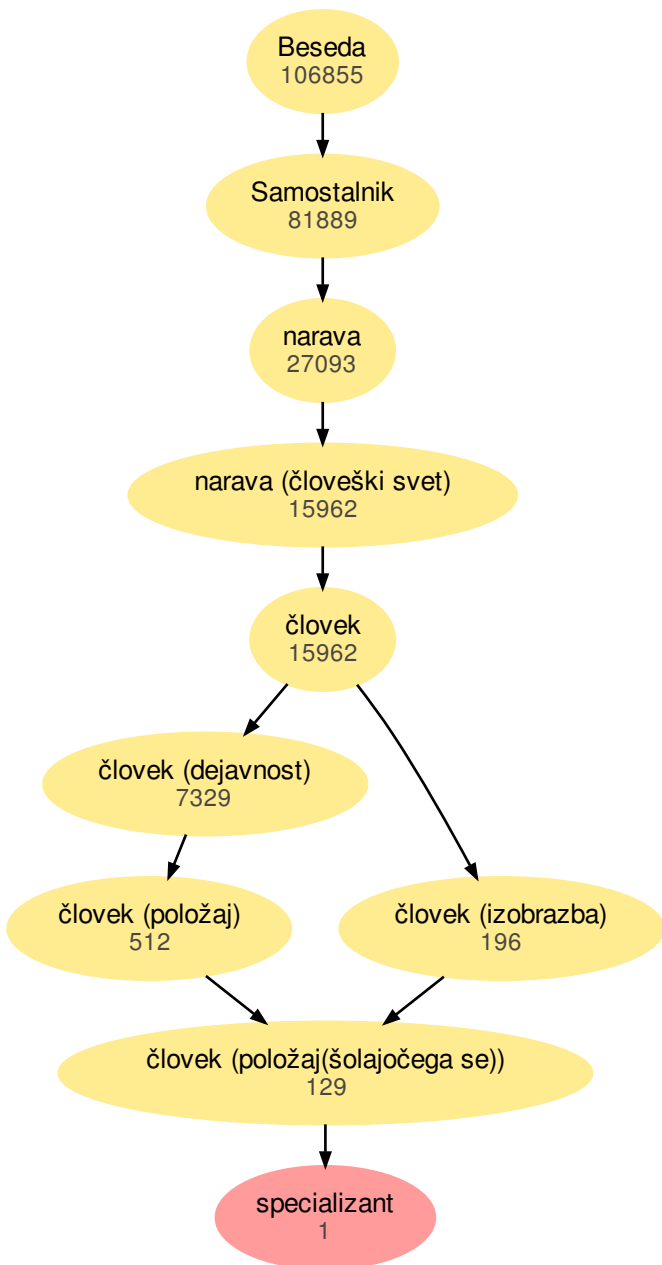 Beseda
106855
Samostalnik
81889
narava
27093
narava (človeški svet)
15962
človek
15962
človek (dejavnost)
7329
človek (položaj)
512
človek (izobrazba)
196
človek (položaj(šolajočega se))
129
specializant
1